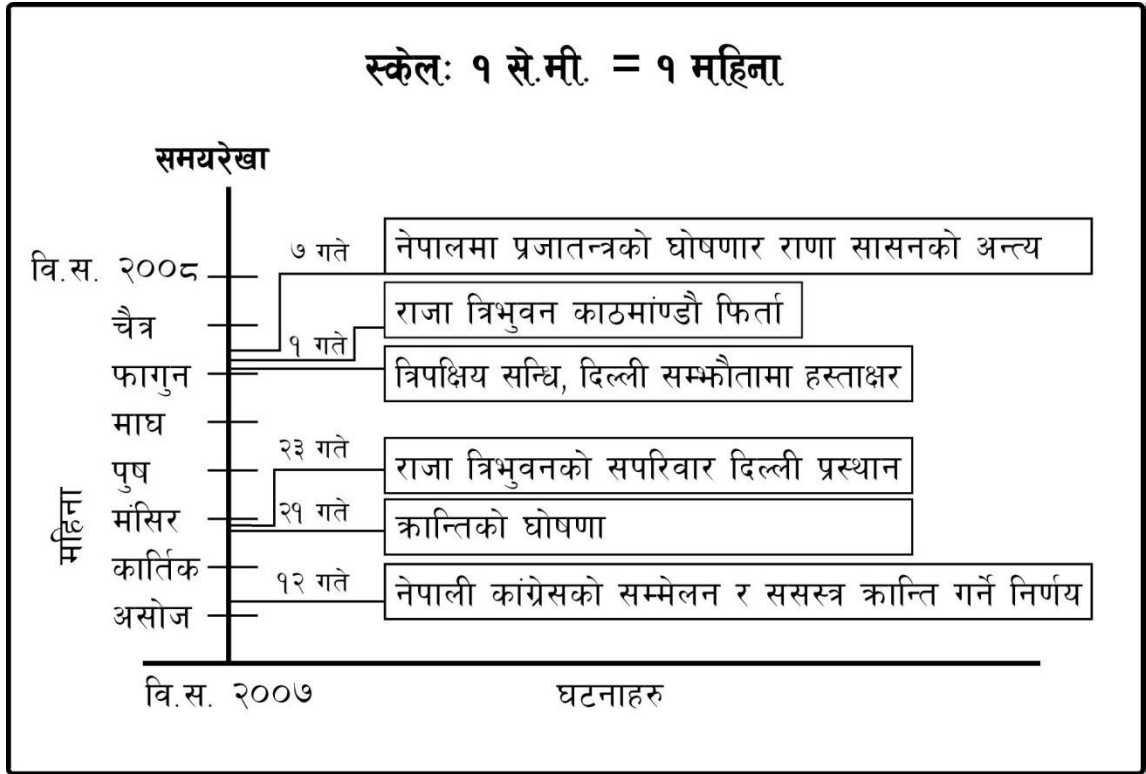 स्केलः १ से.मी. = १ महिना
समयरेखा
७ गते
नेपालमा प्रजातन्त्रको घोषणार राणा सासनको अन्त्य
वि.स. २००८
राजा त्रिभुवन काठमांण्डौ फिर्ता
चैत्र
१ गते
त्रिपक्षिय सन्धि, दिल्ली सम्झौतामा हस्ताक्षर
फागुन
माघ
२३ गते
राजा त्रिभुवनको सपरिवार दिल्ली प्रस्थान
पुष
२१ गते
क्रान्तिको घोषणा
मंसिर
महिना
कार्तिक
१२ गते
नेपाली कांग्रेसको सम्मेलन र ससस्त्र क्रान्ति गर्ने निर्णय
असोज
वि.स. २००७
घटनाहरु